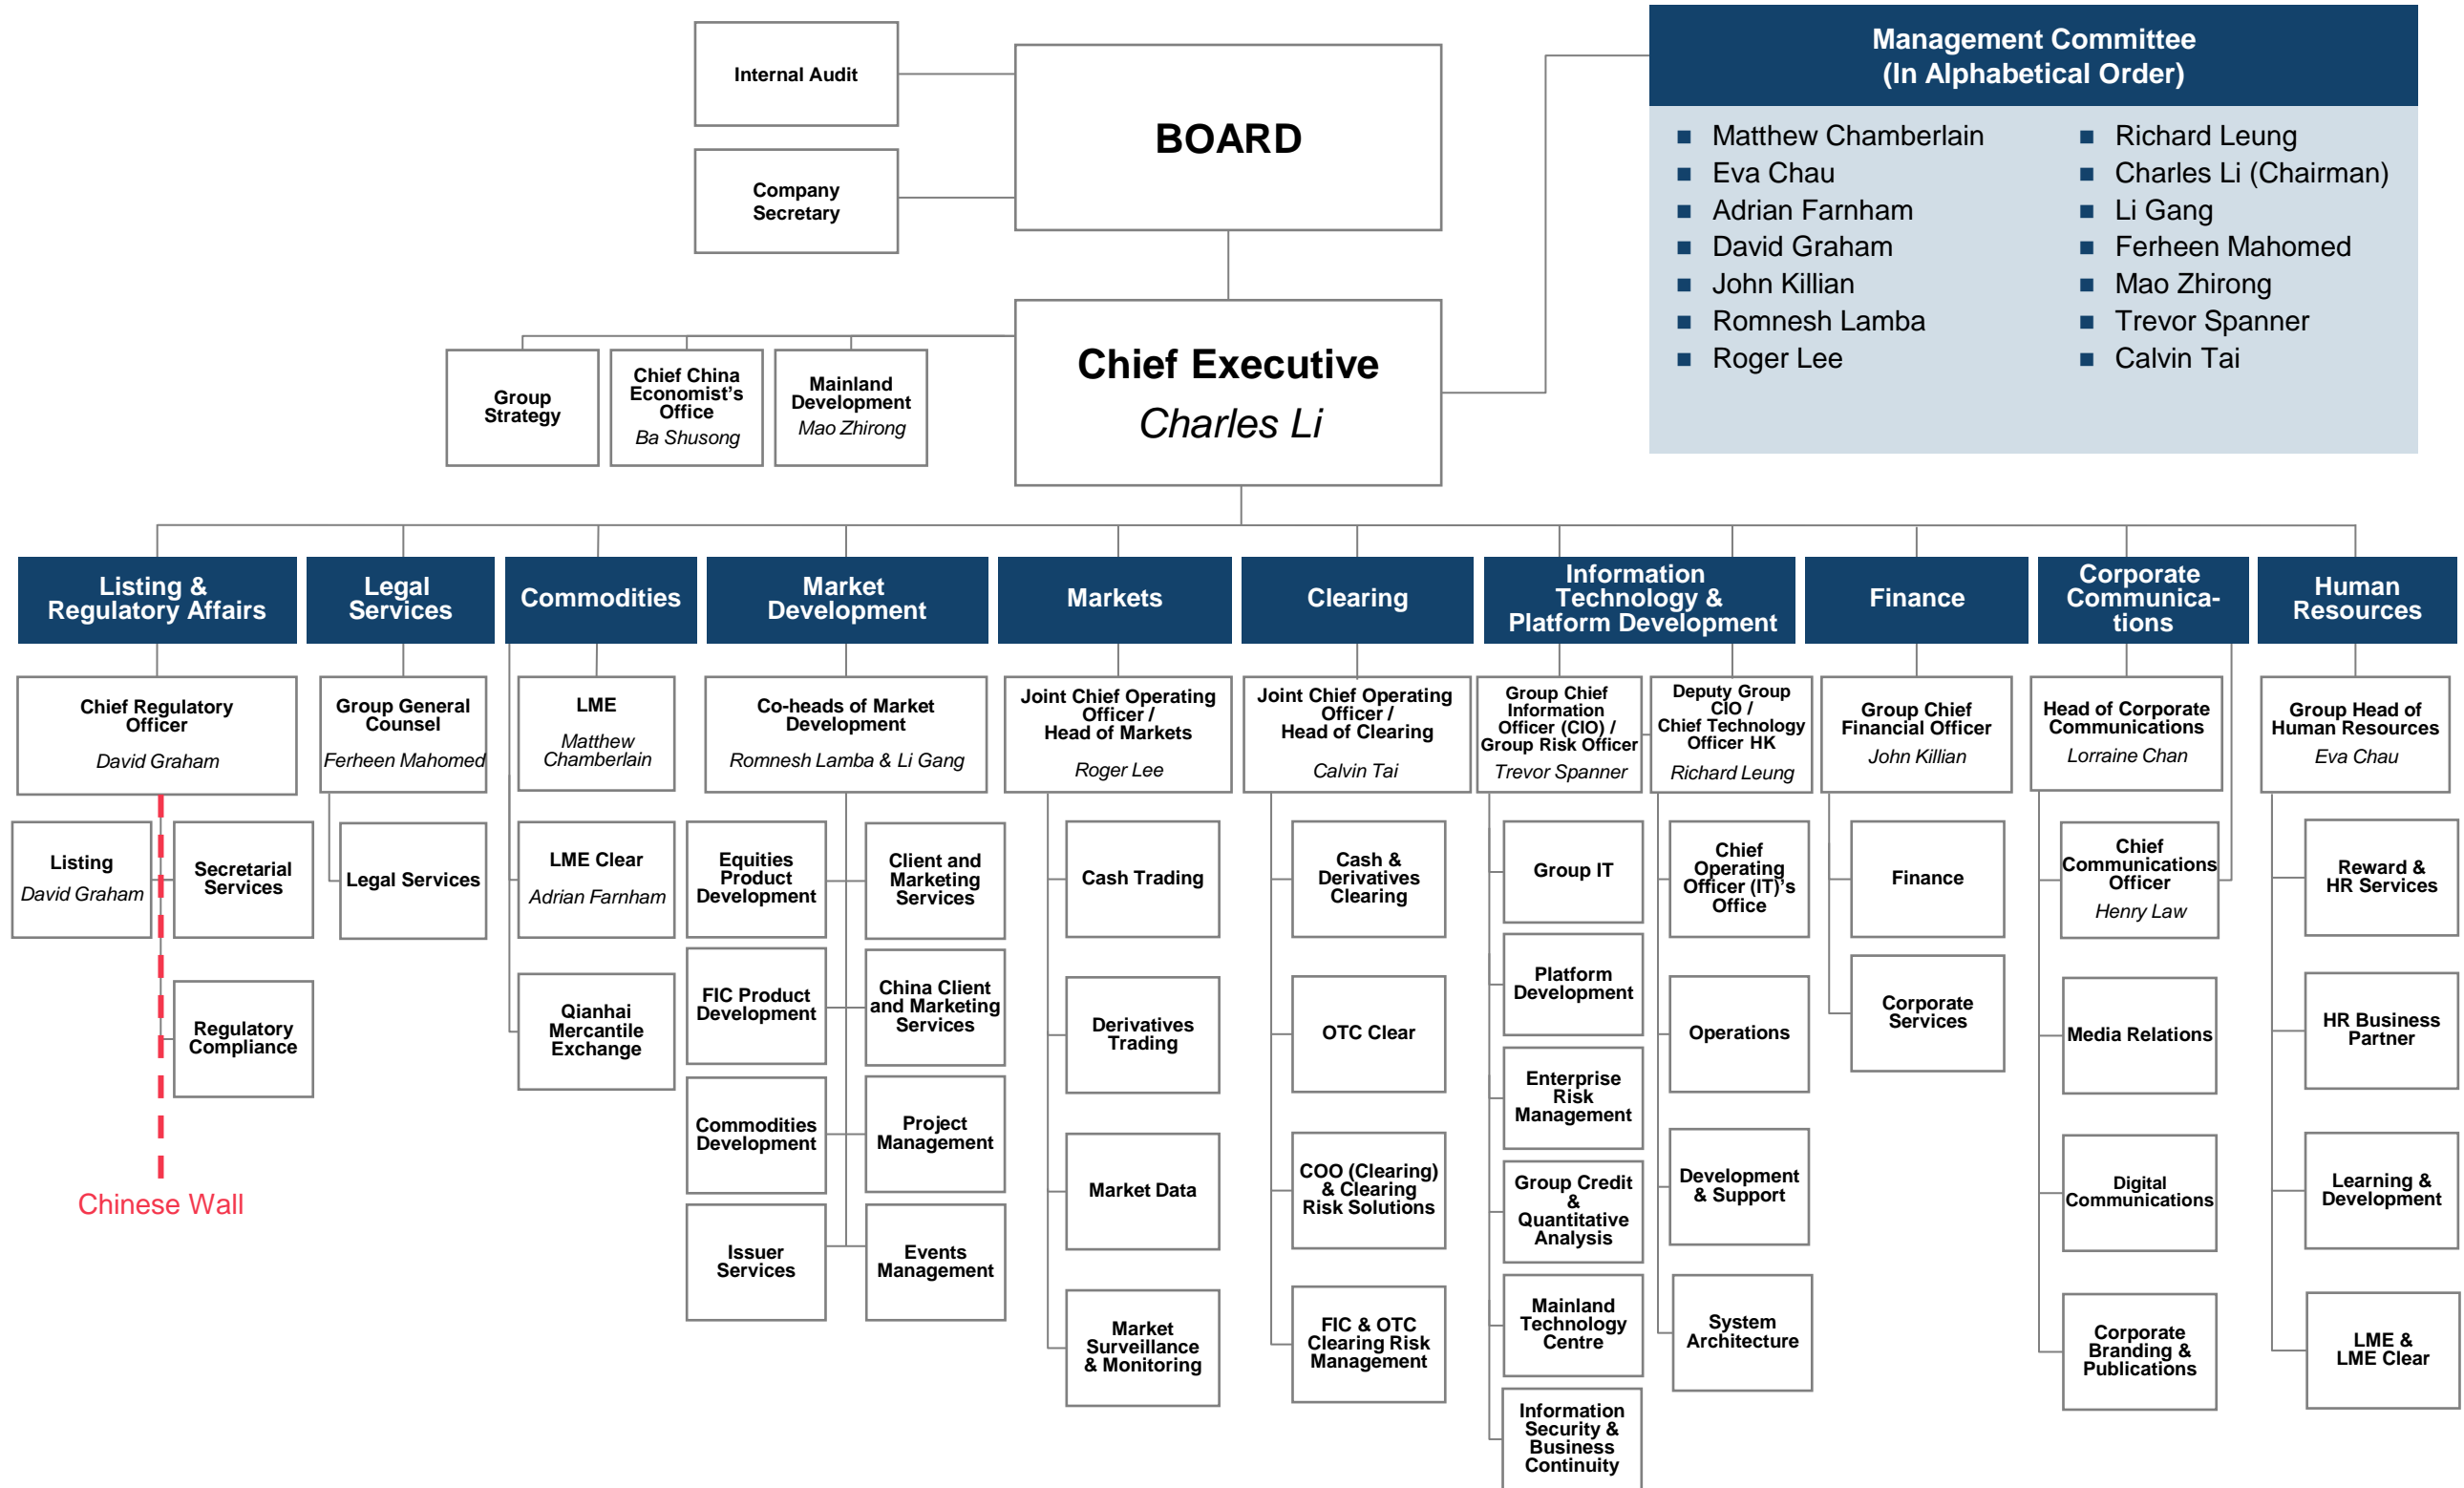 Internal Audit
Company
Secretary
BOARD
Management Committee
(In Alphabetical Order)
■ Matthew Chamberlain
■ Eva Chau
■ Adrian Farnham
■ David Graham
■ John Killian
■ Romnesh Lamba
■ Roger Lee
■ Richard Leung
■ Charles Li (Chairman)
■ Li Gang
■ Ferheen Mahomed
■ Mao Zhirong
■ Trevor Spanner
■ Calvin Tai
Chief Executive
Charles Li
Group
Strategy
Chief China
Economist's
Office
Ba Shusong
Mainland
Development
Mao Zhirong
Listing &
Regulatory Affairs
Legal
Services
Commodities
Market
Development
Markets
Clearing
Information
Technology &
Platform Development
Finance
Corporate
Communica-
tions
Human
Resources
Chief Regulatory
Officer
David Graham
Group General
Counsel
Ferheen Mahomed
LME
Matthew
Chamberlain
Co-heads of Market
Development
Romnesh Lamba & Li Gang
Joint Chief Operating
Officer /
Head of Markets
Roger Lee
Joint Chief Operating
Officer /
Head of Clearing
Calvin Tai
Group Chief
Information
Officer (CIO) /
Group Risk Officer
Trevor Spanner
Deputy Group
CIO /
Chief Technology
Officer HK
Richard Leung
Group Chief
Financial Officer
John Killian
Head of Corporate
Communications
Lorraine Chan
Group Head of
Human Resources
Eva Chau
Listing
David Graham
Secretarial
Services
Regulatory
Compliance
Chinese Wall
Legal Services
LME Clear
Adrian Farnham
Qianhai
Mercantile
Exchange
Equities
Product
Development
Client and
Marketing
Services
FIC Product
Development
China Client
and Marketing
Services
Commodities
Development
Project
Management
Issuer
Services
Events
Management
Cash Trading
Derivatives
Trading
Market Data
Market
Surveillance
& Monitoring
Cash &
Derivatives
Clearing
OTC Clear
COO (Clearing)
& Clearing
Risk Solutions
FIC & OTC
Clearing Risk
Management
Group IT
Platform
Development
Enterprise
Risk
Management
Group Credit
&
Quantitative
Analysis
Mainland
Technology
Centre
Information
Security &
Business
Continuity
Chief
Operating
Officer (IT)'s
Office
Operations
Development
& Support
System
Architecture
Finance
Corporate
Services
Chief
Communications
Officer
Henry Law
Media Relations
Digital
Communications
Corporate
Branding &
Publications
Reward &
HR Services
HR Business
Partner
Learning &
Development
LME &
LME Clear